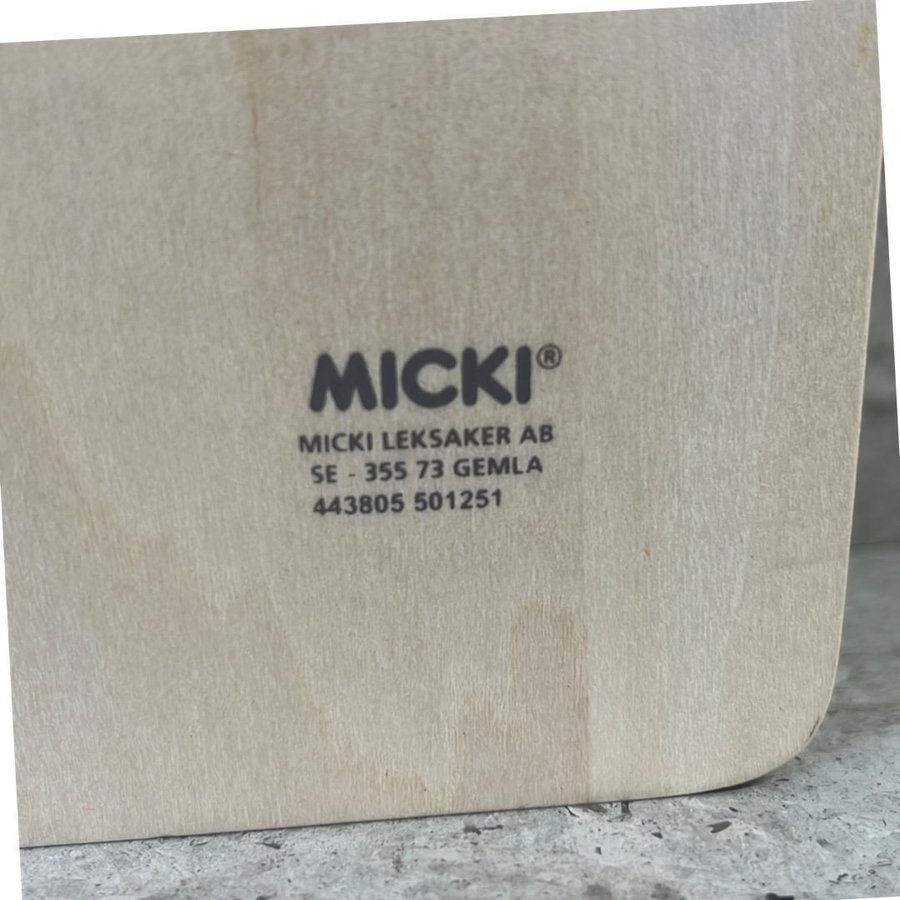 MICKI®
MICKI LEKSAKER AB
SE - 355 73 GEMLA
443805 501251